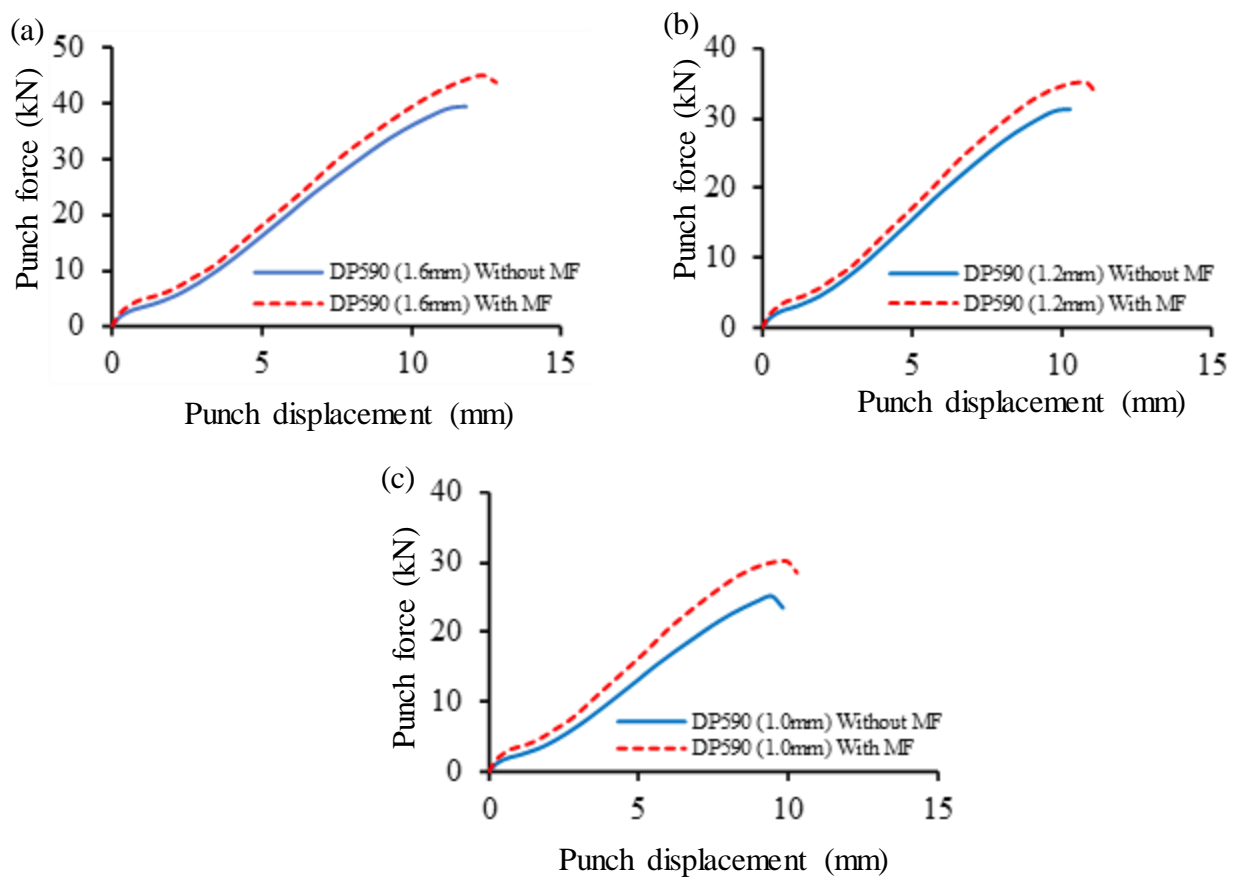 (a)
50
40
30
20
10
0
Punch force (kN)
DP590 (1.6mm) Without MF
DP590 (1.6mm) With MF
0 5 10 15
Punch displacement (mm)
(b)
40
30
20
10
0
Punch force (kN)
DP590 (1.2mm) Without MF
DP590 (1.2mm) With MF
0 5 10 15
Punch displacement (mm)
(c)
40
30
20
10
0
Punch force (kN)
DP590 (1.0mm) Without MF
DP590 (1.0mm) With MF
0 5 10 15
Punch displacement (mm)